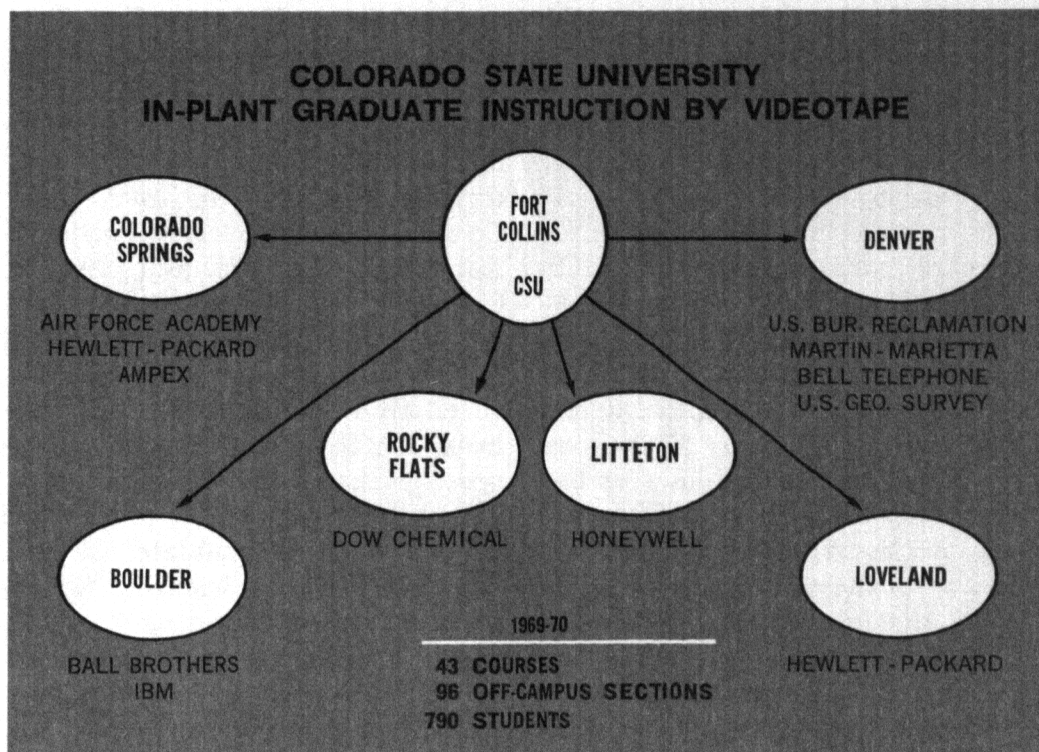 COLORADO STATE UNIVERSITY
IN-PLANT GRADUATE INSTRUCTION BY VIDEOTAPE
FORT
COLLINS
CSU
COLORADO
SPRINGS
AIR FORCE ACADEMY
HEWLETT-PACKARD
AMPEX
DENVER
U.S. BUR. RECLAMATION
MARTIN-MARIETTA
BELL TELEPHONE
U.S. GEO. SURVEY
ROCKY
FLATS
DOW CHEMICAL
LITTETON
HONEYWELL
BOULDER
BALL BROTHERS
IBM
LOVELAND
HEWLETT-PACKARD
1969-70
43 COURSES
96 OFF-CAMPUS SECTIONS
790 STUDENTS